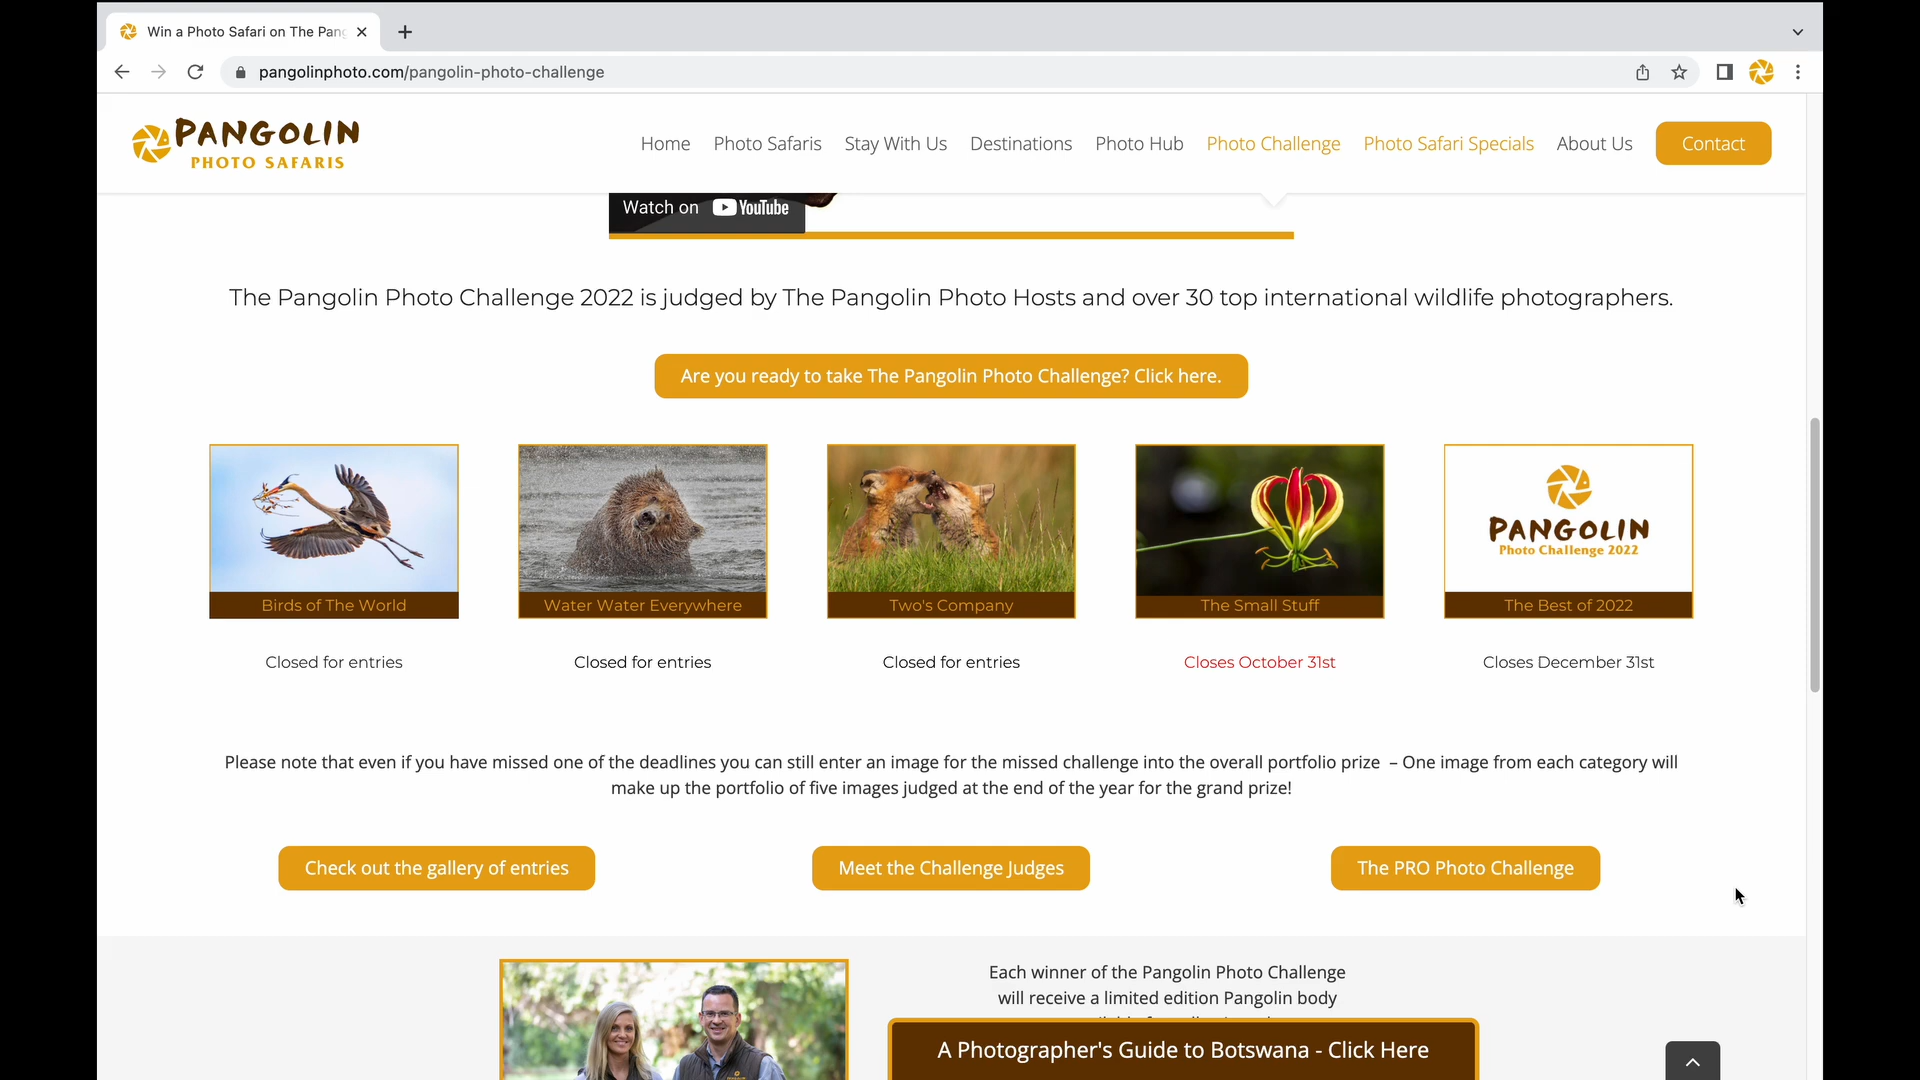 Win a Photo Safari on The Pang
pangolinphoto.com/pangolin-photo-challenge
PANGOLIN
PHOTO SAFARIS
Home Photo Safaris Stay With Us Destinations Photo Hub Photo Challenge Photo Safari Specials About Us Contact
Watch on YouTube
The Pangolin Photo Challenge 2022 is judged by The Pangolin Photo Hosts and over 30 top international wildlife photographers.
Are you ready to take The Pangolin Photo Challenge? Click here.
PANGOLIN
Photo Challenge 2022
Birds of The World Water Water Everywhere Two's Company The Small Stuff The Best of 2022
Closed for entries Closed for entries Closed for entries Closes October 31st Closes December 31st
Please note that even if you have missed one of the deadlines you can still enter an image for the missed challenge into the overall portfolio prize – One image from each category will
make up the portfolio of five images judged at the end of the year for the grand prize!
Check out the gallery of entries Meet the Challenge Judges The PRO Photo Challenge
Each winner of the Pangolin Photo Challenge
will receive a limited edition Pangolin body
A Photographer's Guide to Botswana - Click Here